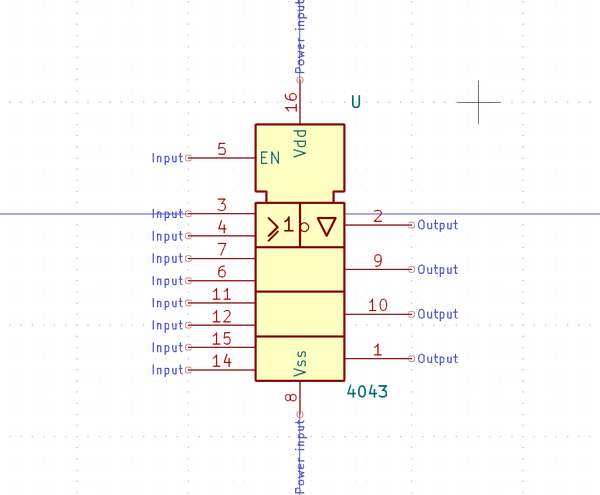 Power input
16
U
Vdd
Input 5 EN
Input 3
≥1 2 Output
Input 4
Input 7
9 Output
Input 6
Input 11
10 Output
Input 12
Input 15
1 Output
Input 14
Vss
8
4043
Power input